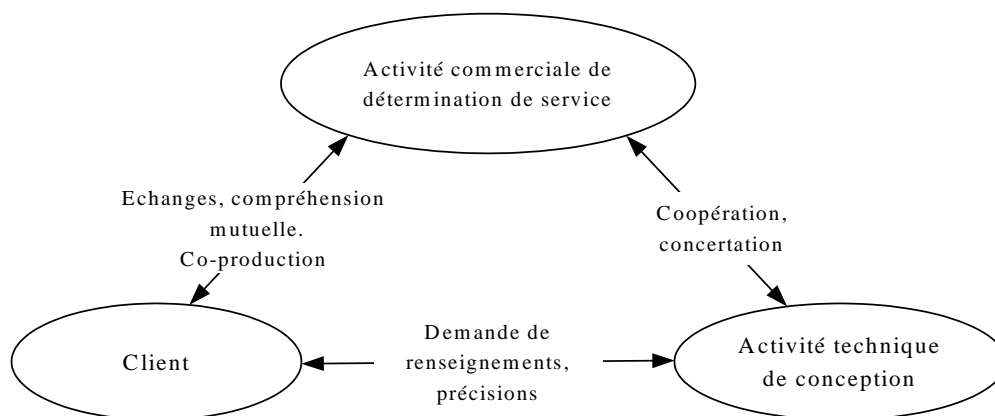 Activité commerciale de
détermination de service
Echanges, compréhension
mutuelle.
Co-production
Coopération,
concertation
Client
Demande de
renseignements,
précisions
Activité technique
de conception